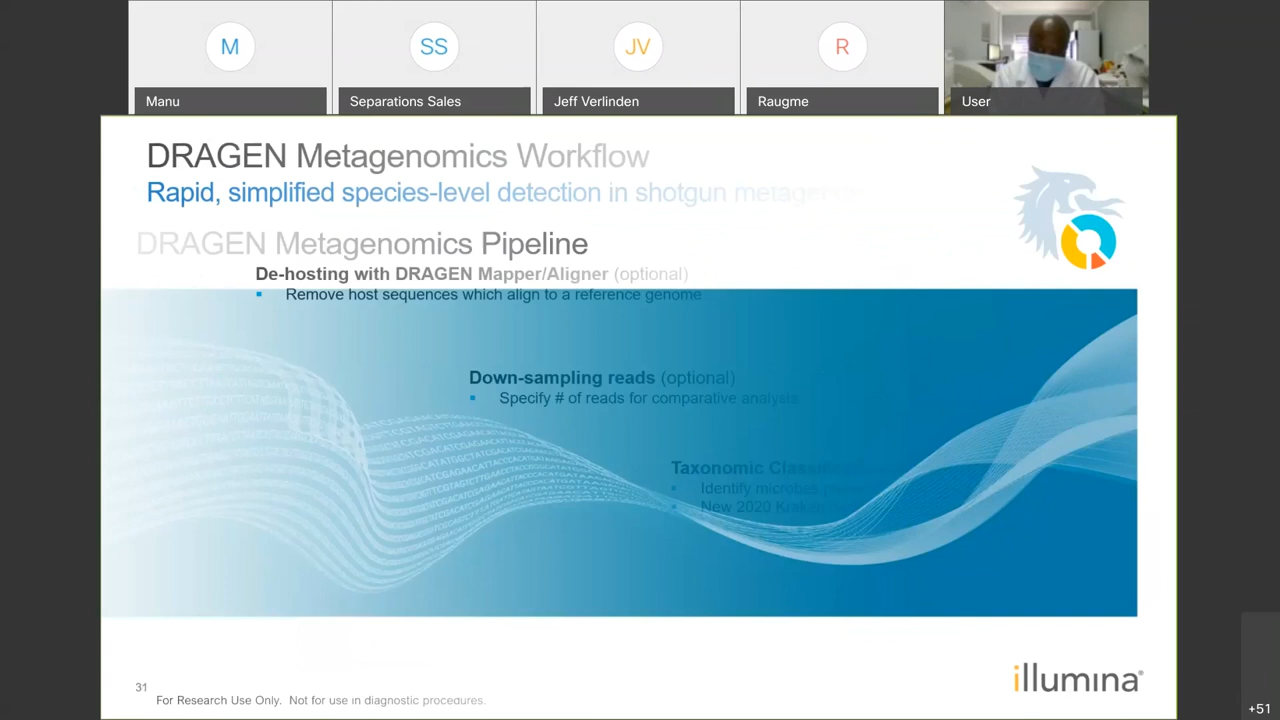 M
SS
JV
R
Manu
Separations Sales
Jeff Verlinden
Raugme
User
DRAGEN Metagenomics Workflow
Rapid, simplified species-level detection in shotgun
DRAGEN Metagenomics Pipeline
De-hosting with DRAGEN Mapper/Aligner (optional)
▪ Remove host sequences which align to a reference genome
Down-sampling reads (optional)
▪ Specify # of reads for comparative analysis
Taxonomic
▪ Identify microbes
▪ New 2020
31
For Research Use Only. Not for use in diagnostic procedures.
illumina®
+51